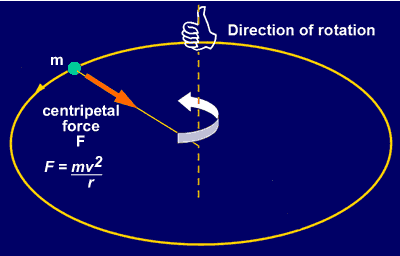 Direction of rotation
m
centripetal
force
F
F = mv²
r